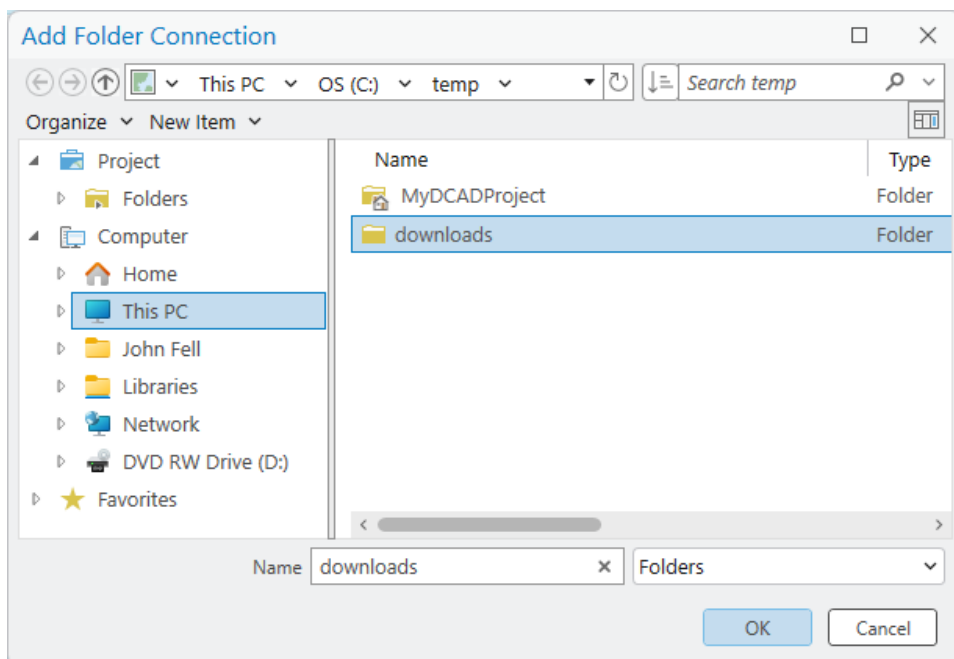 Add Folder Connection
This PC OS (C:) temp Search temp
Organize New Item
Project
Folders
Computer
Home
This PC
John Fell
Libraries
Network
DVD RW Drive (D:)
Favorites
Name Type
MyDCADProject Folder
downloads Folder
Name downloads Folders
OK Cancel